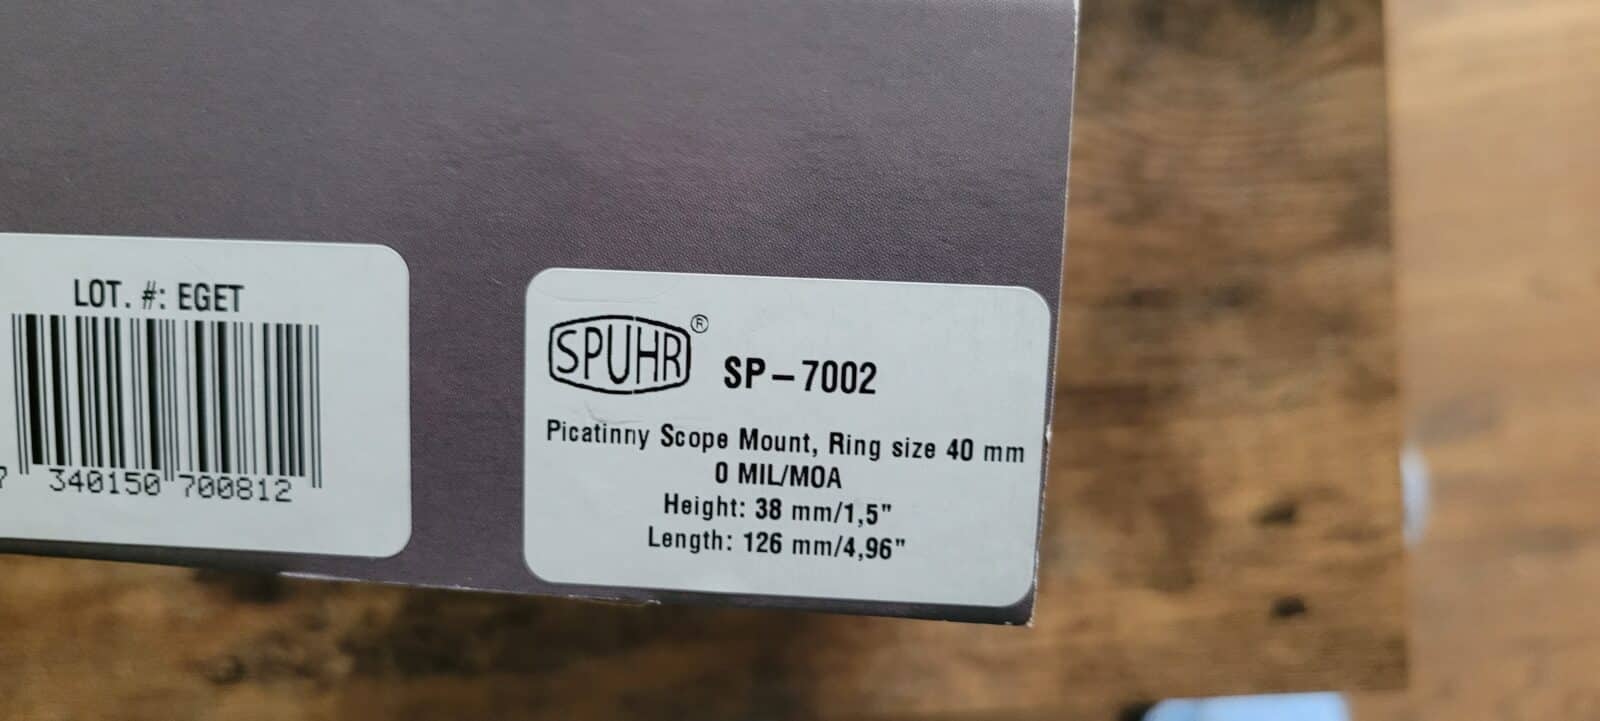 LOT. #: EGET
7 340150 700812
SPUHR®
SP-7002
Picatinny Scope Mount, Ring size 40 mm
0 MIL/MOA
Height: 38 mm/1,5"
Length: 126 mm/4,96"